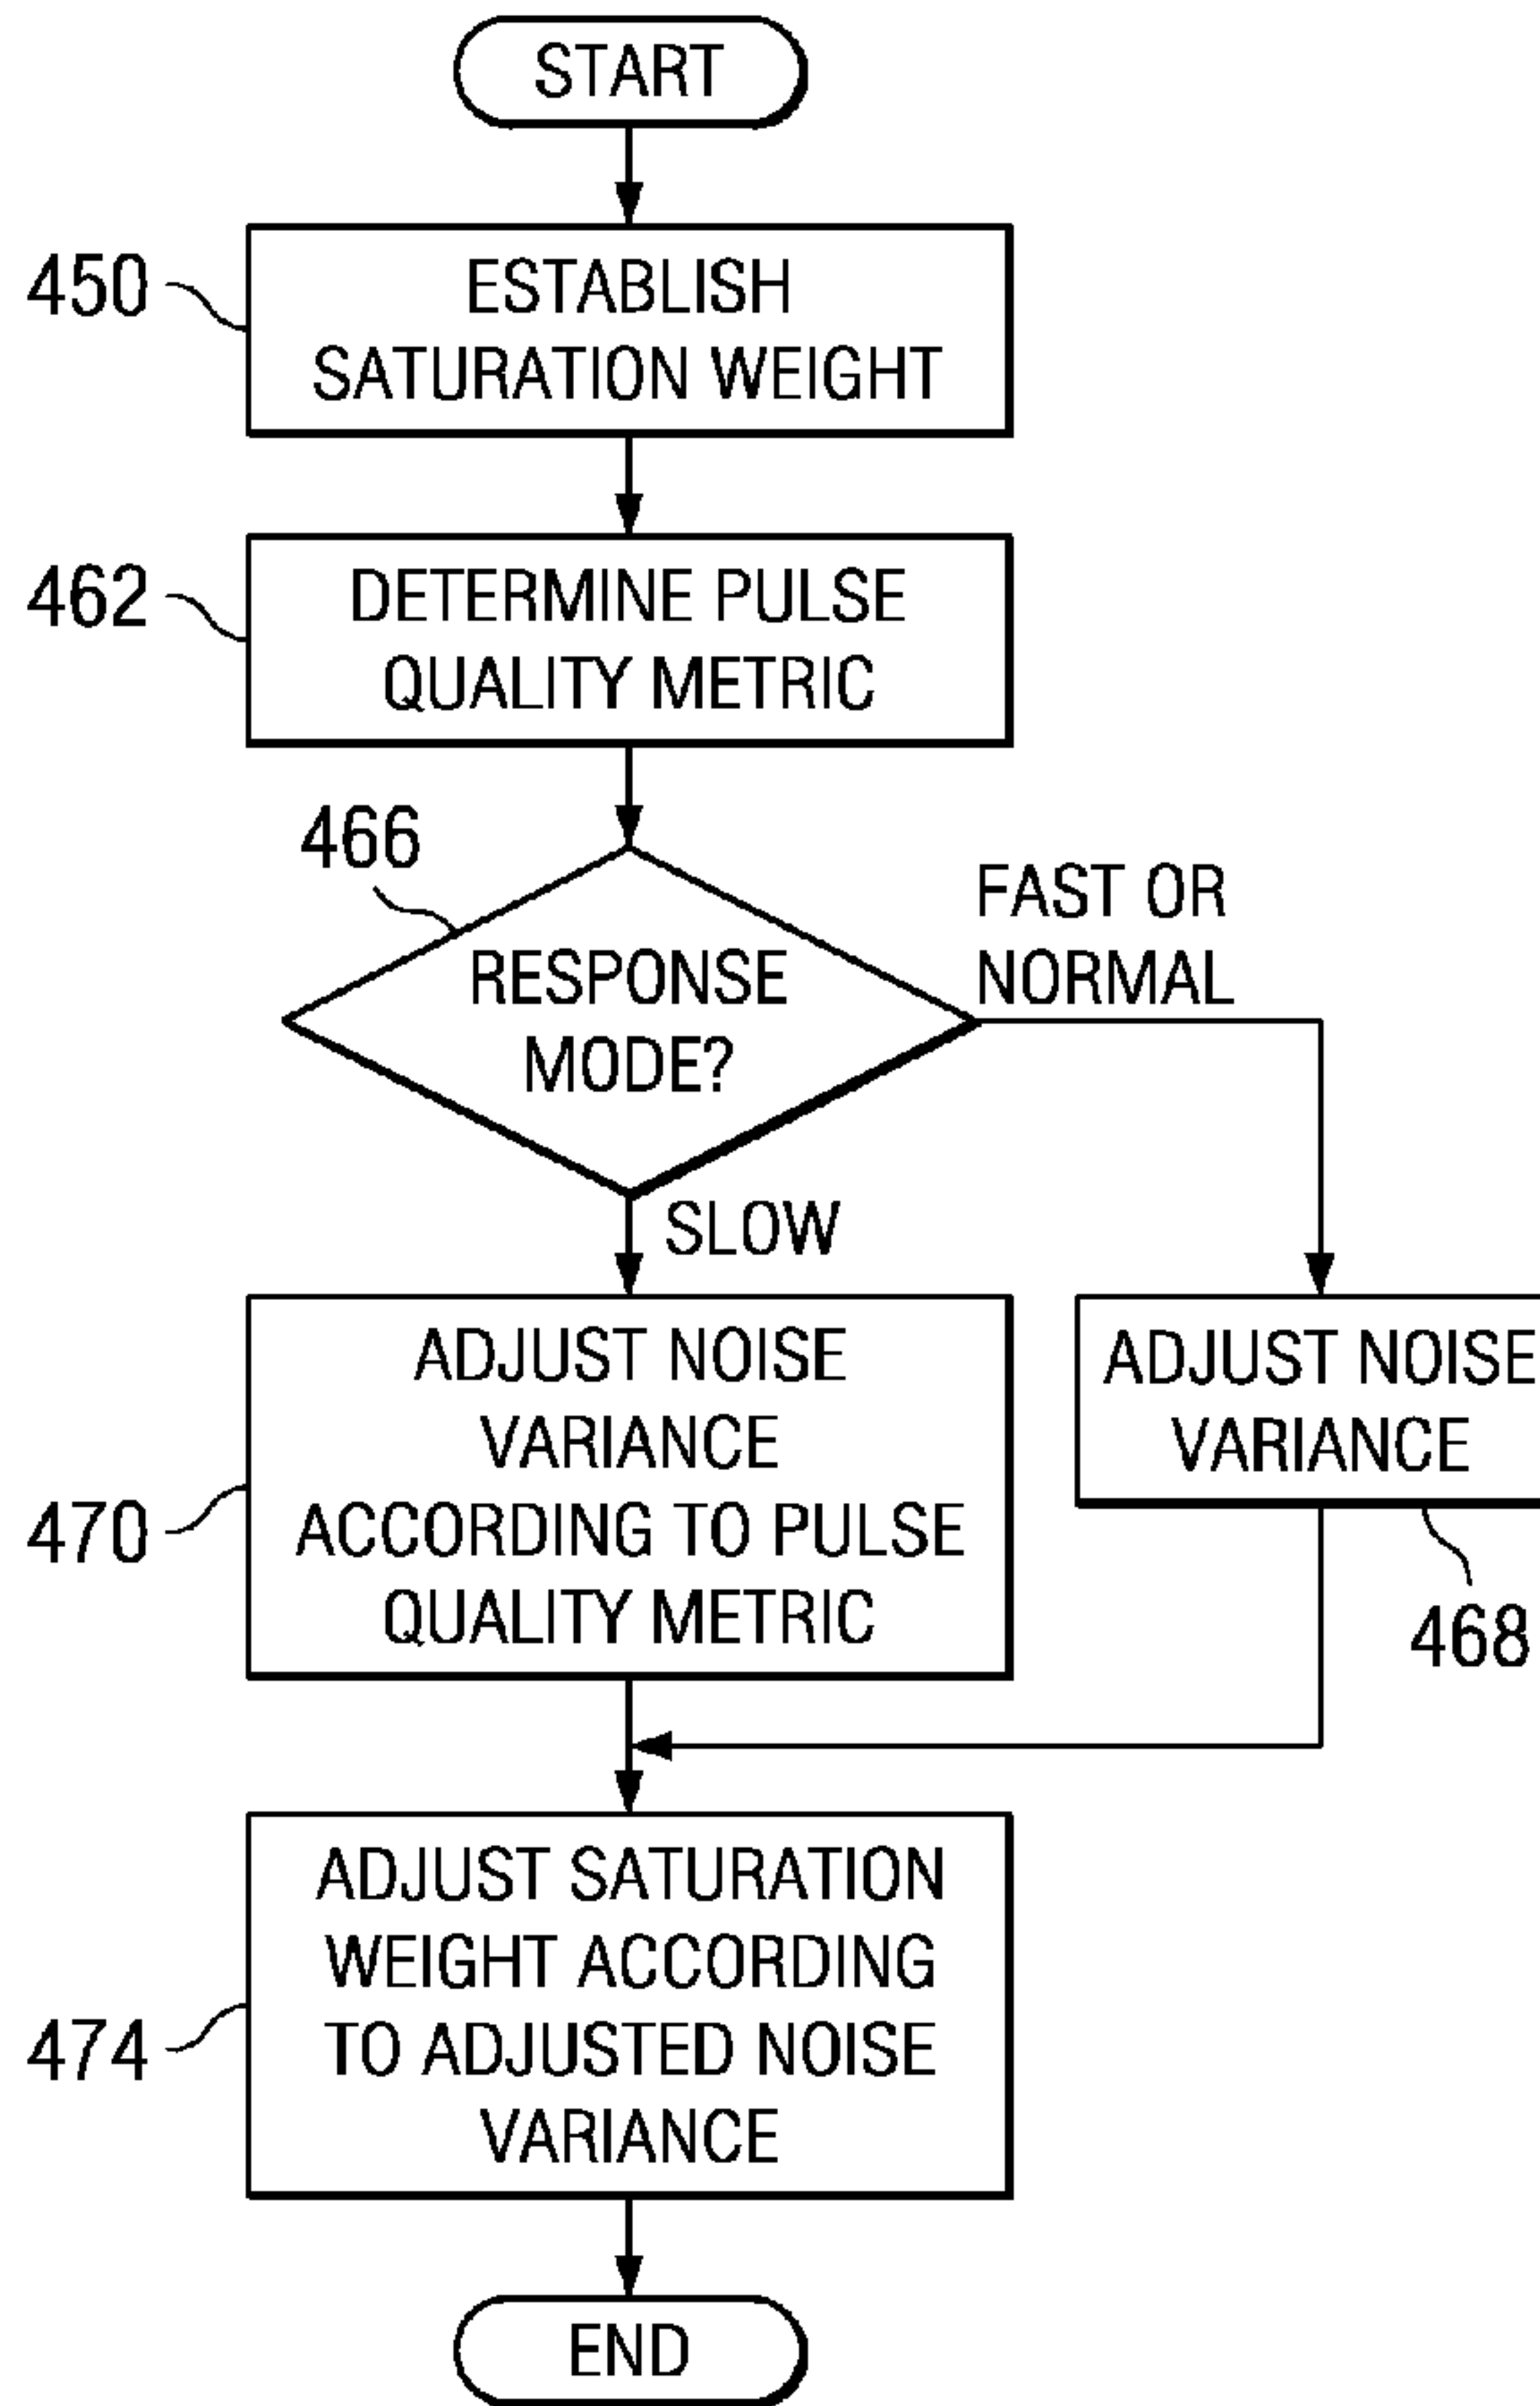 START
450
ESTABLISH
SATURATION WEIGHT
462
DETERMINE PULSE
QUALITY METRIC
466
RESPONSE
MODE?
FAST OR
NORMAL
SLOW
470
ADJUST NOISE
VARIANCE
ACCORDING TO PULSE
QUALITY METRIC
ADJUST NOISE
VARIANCE
468
474
ADJUST SATURATION
WEIGHT ACCORDING
TO ADJUSTED NOISE
VARIANCE
END